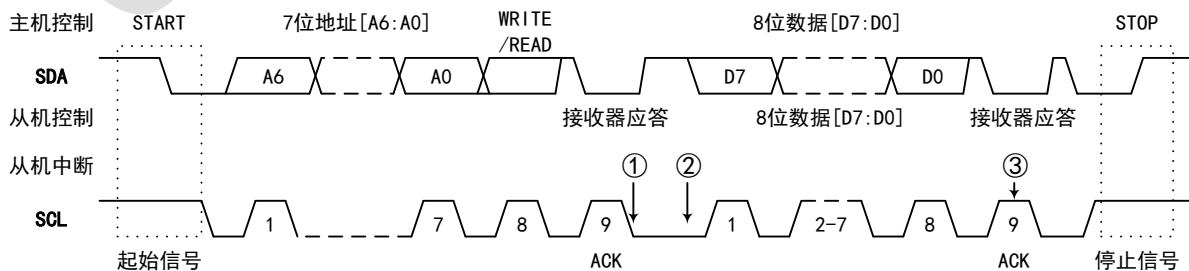 主机控制 START 7位地址[A6:A0] WRITE /READ 8位数据[D7:D0] STOP
SDA A6 A0 D7 D0
从机控制 接收器应答 8位数据[D7:D0] 接收器应答
从机中断 ① ② ③
SCL 1 7 8 9 1 2-7 8 9
起始信号 ACK ACK 停止信号